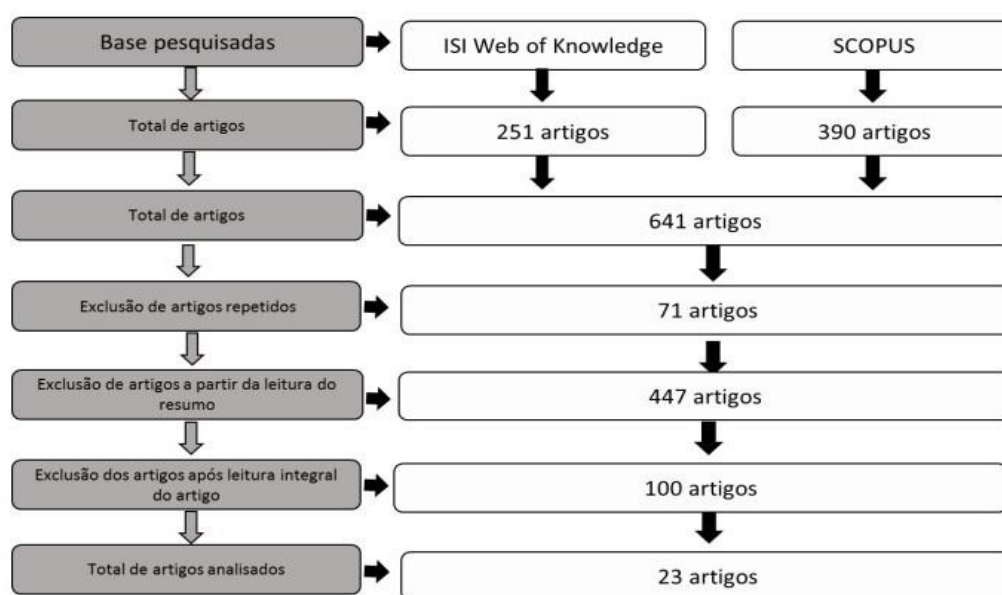 Base pesquisadas
ISI Web of Knowledge
SCOPUS
Total de artigos
251 artigos
390 artigos
Total de artigos
641 artigos
Exclusão de artigos repetidos
71 artigos
Exclusão de artigos a partir da leitura do
resumo
447 artigos
Exclusão dos artigos após leitura integral
do artigo
100 artigos
Total de artigos analisados
23 artigos